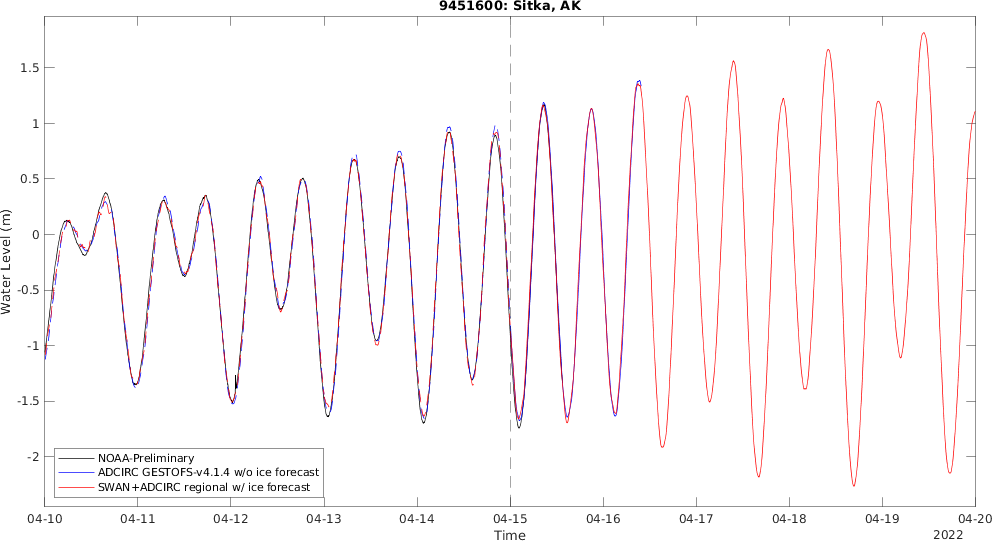 9451600: Sitka, AK
Water Level (m)
1.5
1
0.5
0
-0.5
-1
-1.5
-2
NOAA-Preliminary
ADCIRC GESTOFS-v4.1.4 w/o ice forecast
SWAN+ADCIRC regional w/ ice forecast
04-10 04-11 04-12 04-13 04-14 04-15 04-16 04-17 04-18 04-19 04-20
Time
2022